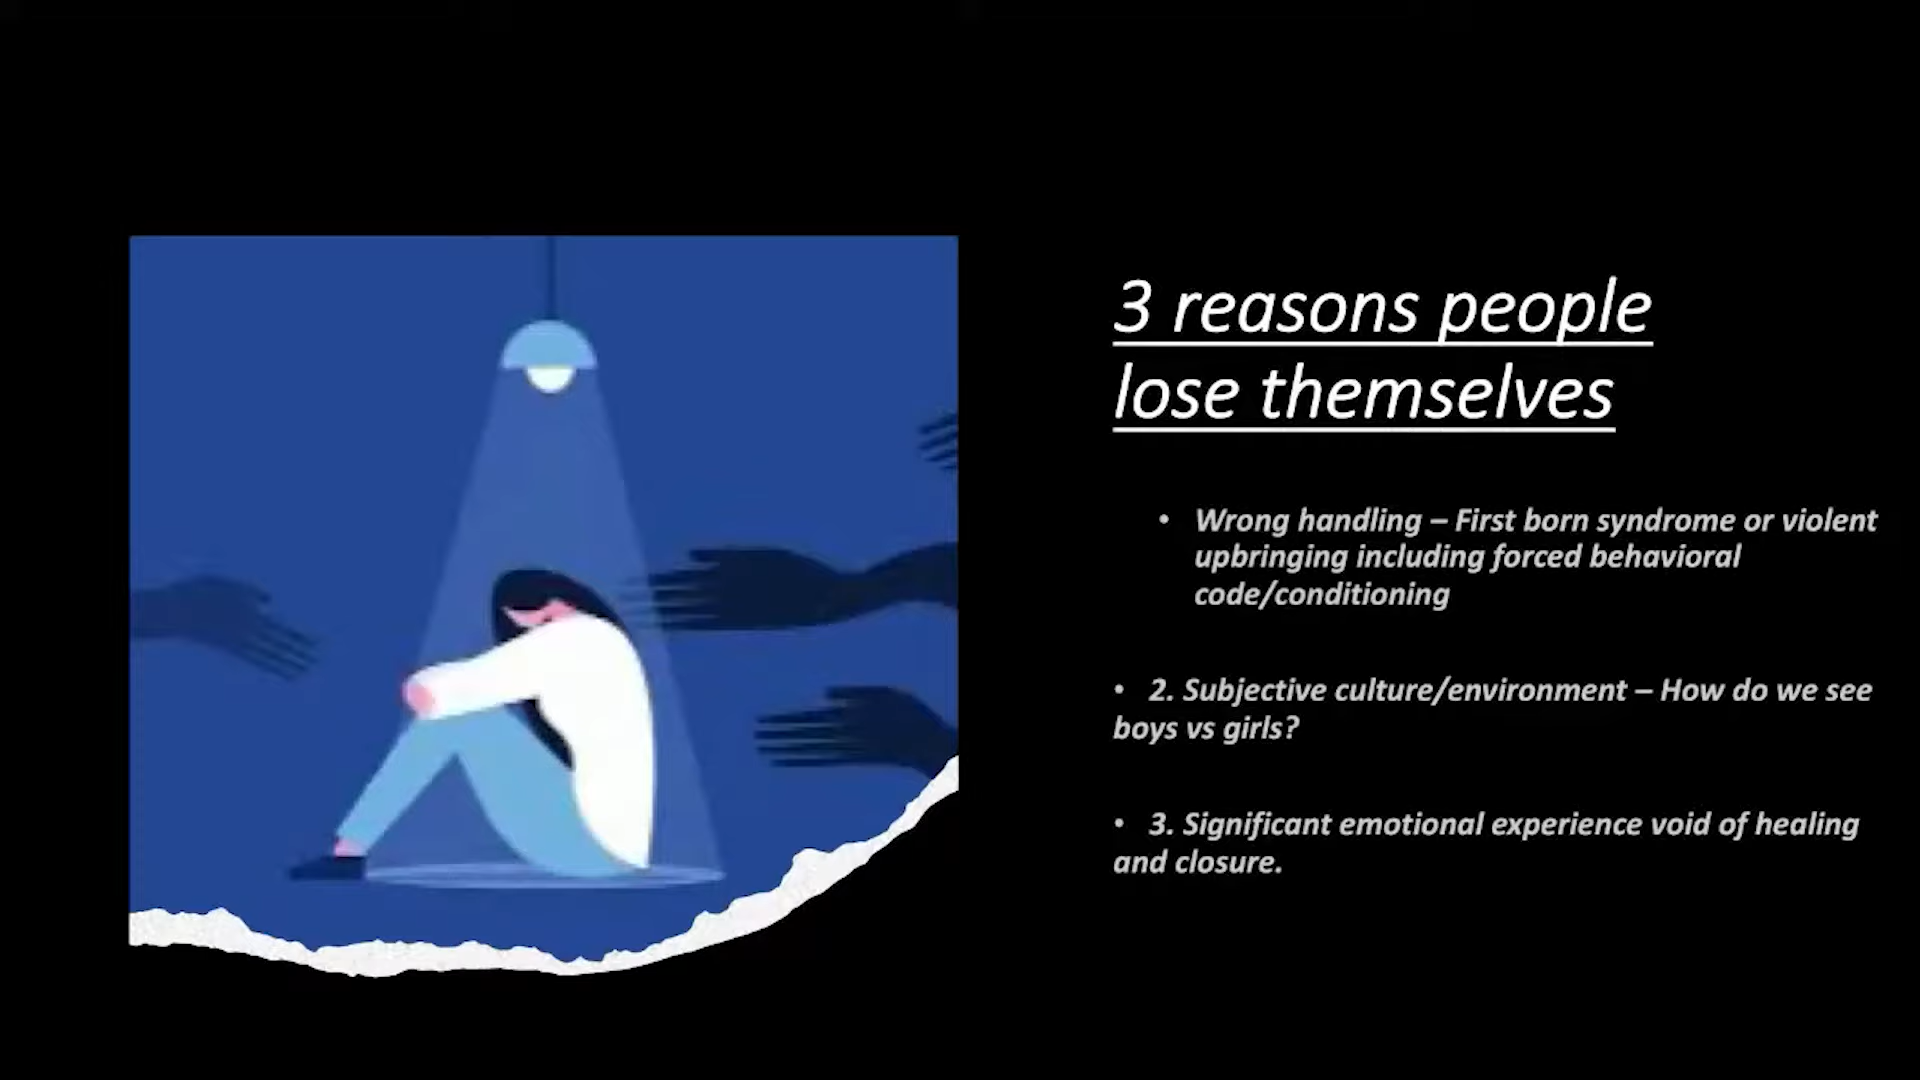 3 reasons people
lose themselves
• Wrong handling – First born syndrome or violent
upbringing including forced behavioral
code/conditioning
• 2. Subjective culture/environment – How do we see
boys vs girls?
• 3. Significant emotional experience void of healing
and closure.